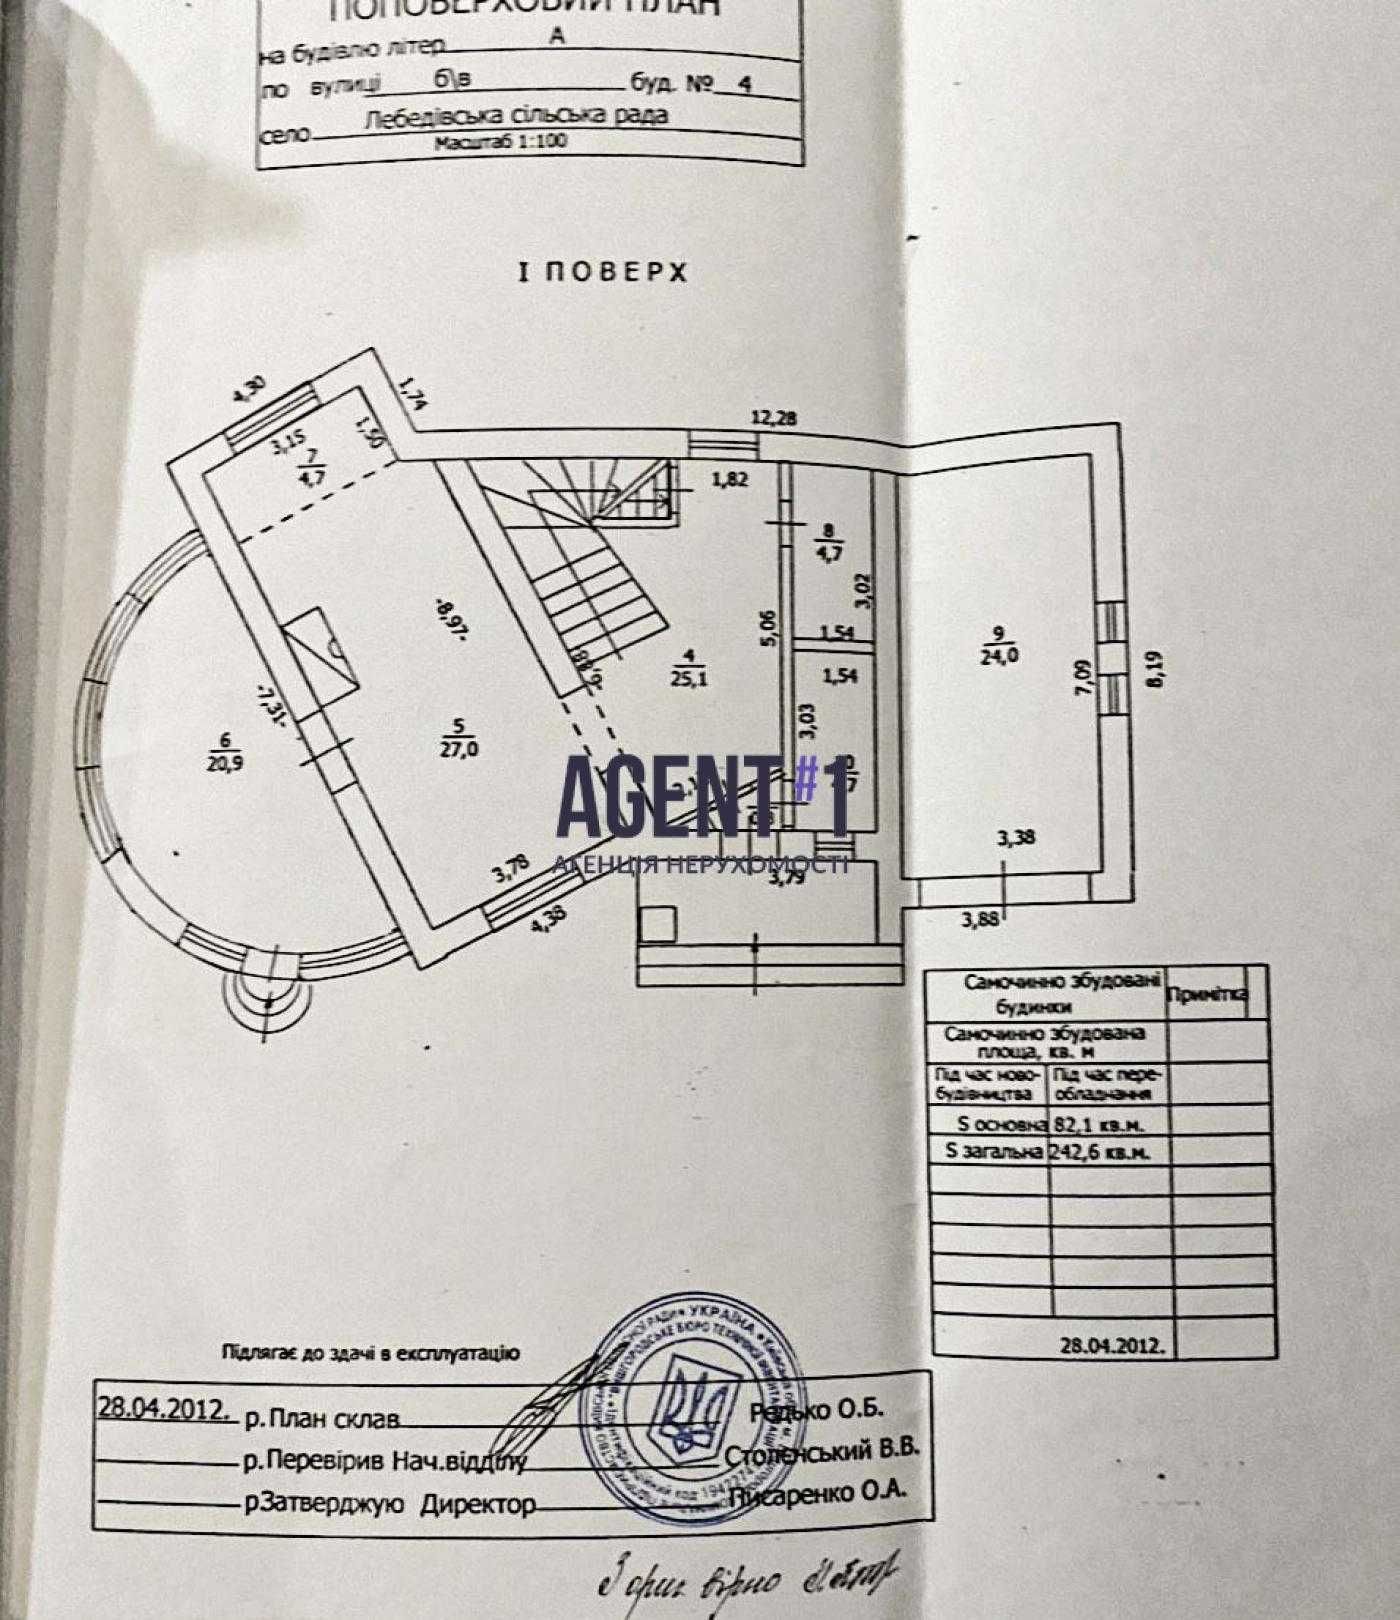 ПОПОВЕРХОВИЙ ПЛАН
на будівлю літер А
по вулиці б\в буд. № 4
село Лебедівська сільська рада
Масштаб 1:100
І ПОВЕРХ
4,30
1,74
12,28
3,15
1,50
7
4,7
1,82
8
4,7
3,02
-8,97-
5,06
1,54
9
24,0
4
25,1
1,54
7,09
8,19
-7,31-
3,03
5
27,0
6
20,9
AGENT#1
АГЕНЦІЯ НЕРУХОМОСТІ
3,38
3,78
3,79
4,38
3,88
Самочинно збудовані будинки Примітка
Самочинно збудована
площа, кв. м
Під час ново- Під час пере-
будівництва обладнання
S основна 82,1 кв.м.
S загальна 242,6 кв.м.
28.04.2012.
Підлягає до здачі в експлуатацію
28.04.2012. р.План склав Редько О.Б.
р.Перевірив Нач.відділу Столєнський В.В.
рЗатверджую Директор Писаренко О.А.
УКРАЇНА
З ориг вірно